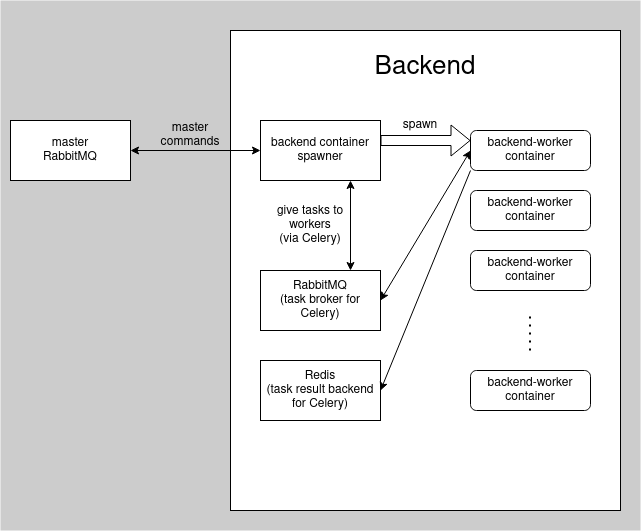 Backend
master
RabbitMQ
master
commands
backend container
spawner
spawn
backend-worker
container
backend-worker
container
give tasks to
workers
(via Celery)
backend-worker
container
RabbitMQ
(task broker for
Celery)
Redis
(task result backend
for Celery)
backend-worker
container